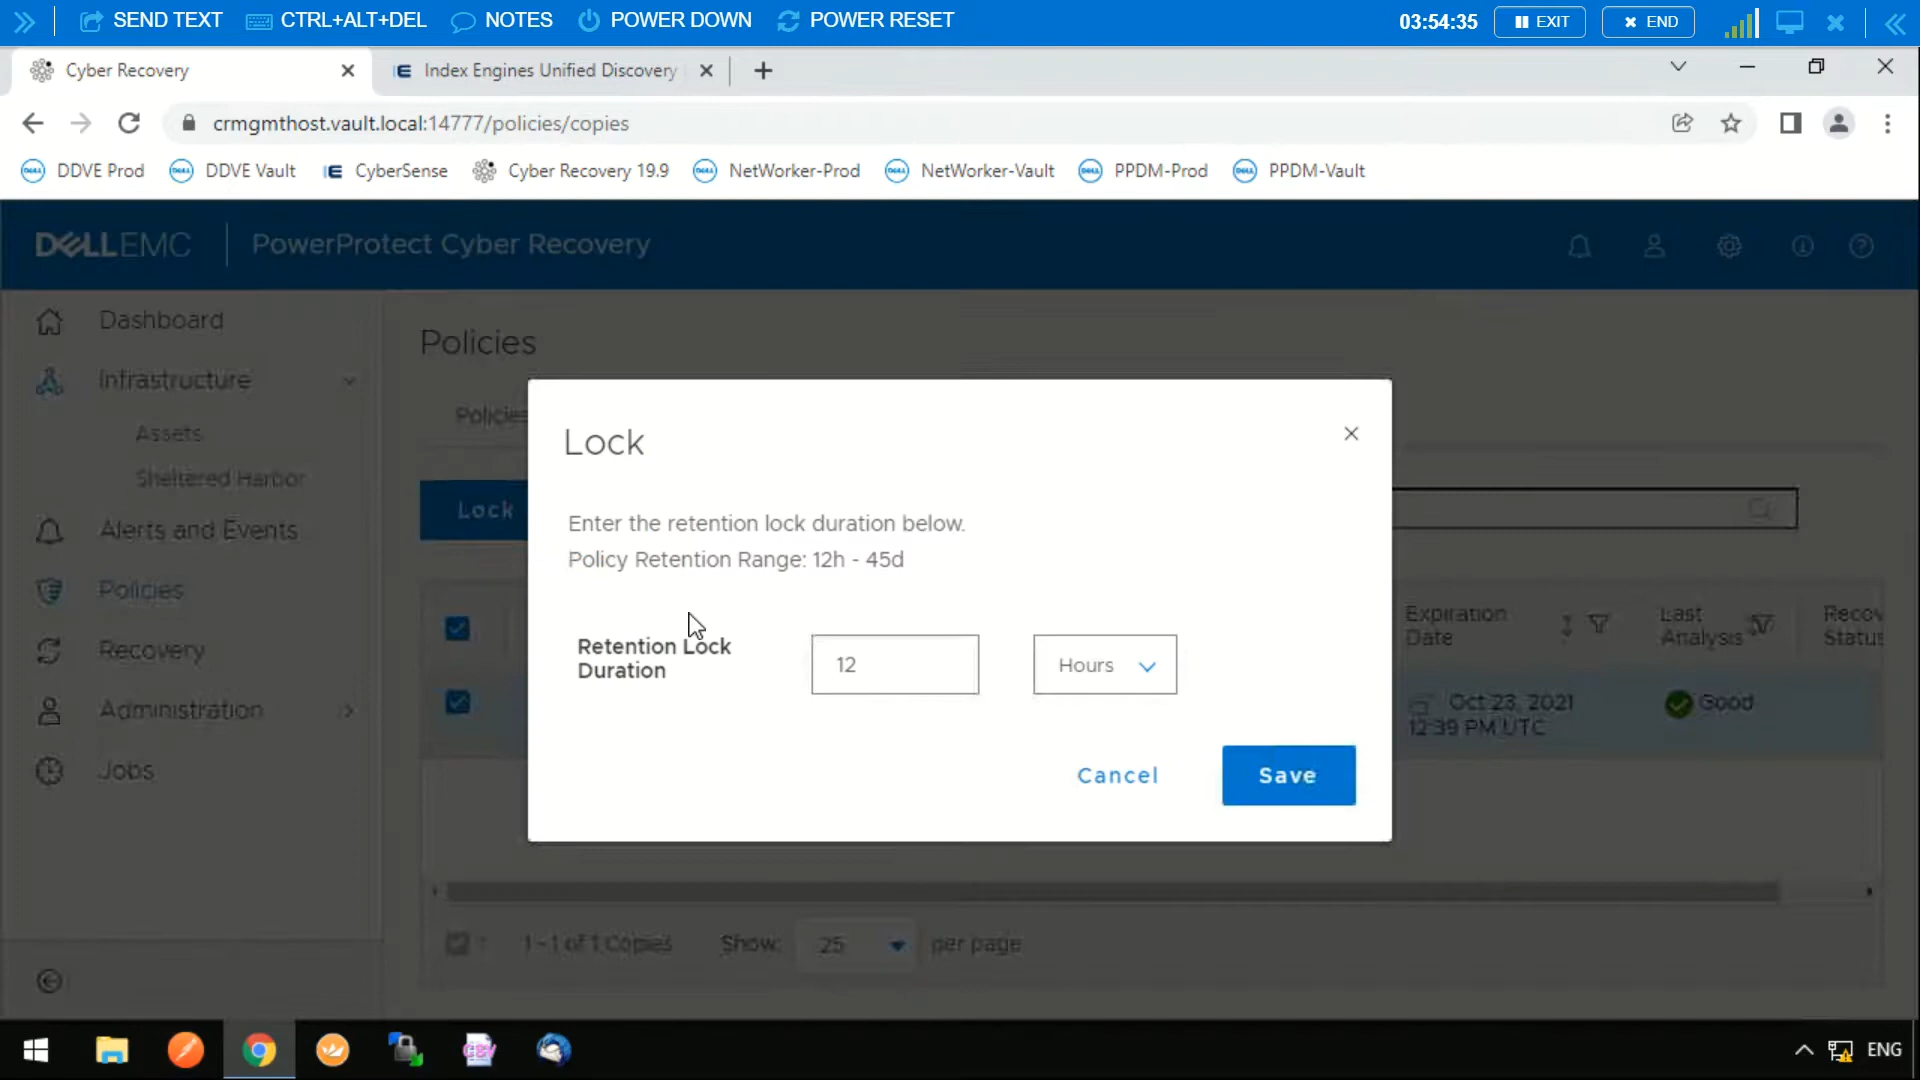 SEND TEXT CTRL+ALT+DEL NOTES POWER DOWN POWER RESET 03:54:35 EXIT END
Cyber Recovery Index Engines Unified Discovery
crmgmthost.vault.local:14777/policies/copies
DDVE Prod DDVE Vault CyberSense Cyber Recovery 19.9 NetWorker-Prod NetWorker-Vault PPDM-Prod PPDM-Vault
DELLEMC PowerProtect Cyber Recovery
Dashboard
Infrastructure
Assets
Sheltered Harbor
Alerts and Events
Policies
Recovery
Administration
Jobs
Policies
Policies
Lock
Lock
Enter the retention lock duration below.
Policy Retention Range: 12h - 45d
Retention Lock
Duration
12
Hours
Cancel Save
Expiration
Date
Last
Analysis
Recov
Status
Oct 23, 2021
12:39 PM UTC
Good
1 - 1 of 1 Copies Show: 25 per page
ENG